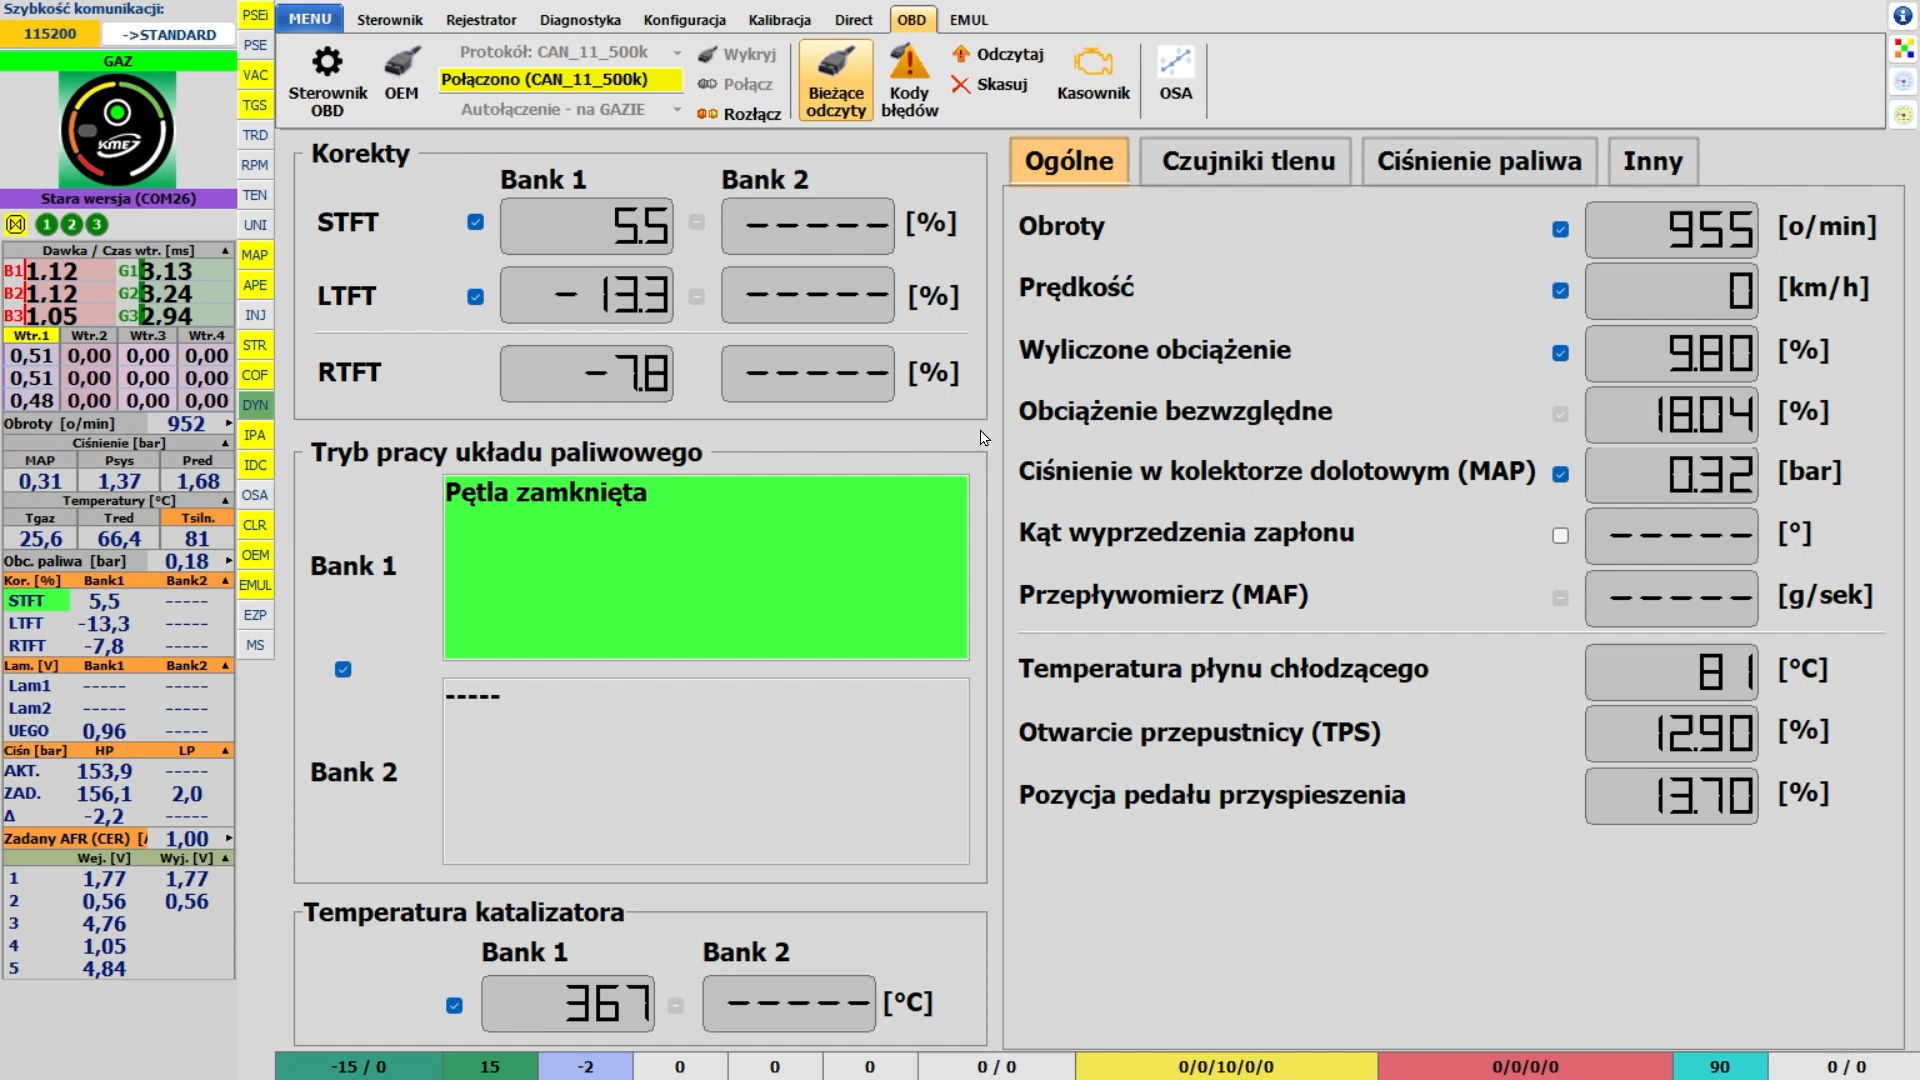 Szybkość komunikacji:
115200 ->STANDARD
GAZ
KME
Stara wersja (COM26)
1 2 3
Dawka / Czas wtr. [ms]
B1 1,12 G1 3,13
B2 1,12 G2 3,24
B3 1,05 G3 2,94
Wtr.1 Wtr.2 Wtr.3 Wtr.4
0,51 0,00 0,00 0,00
0,51 0,00 0,00 0,00
0,48 0,00 0,00 0,00
Obroty [o/min] 952
Ciśnienie [bar]
MAP Psys Pred
0,31 1,37 1,68
Temperatury [°C]
Tgaz Tred Tsiln.
25,6 66,4 81
Obc. paliwa [bar] 0,18
Kor. [%] Bank1 Bank2
STFT 5,5 -----
LTFT -13,3 -----
RTFT -7,8 -----
Lam. [V] Bank1 Bank2
Lam1 ----- -----
Lam2 ----- -----
UEGO 0,96 -----
Ciśn [bar] HP LP
AKT. 153,9 -----
ZAD. 156,1 2,0
Δ -2,2 -----
Zadany AFR (CER) [ 1,00
Wej. [V] Wyj. [V]
1 1,77 1,77
2 0,56 0,56
3 4,76
4 1,05
5 4,84
PSEi
PSE
VAC
TGS
TRD
RPM
TEN
UNI
MAP
APE
INJ
STR
COF
DYN
IPA
IDC
OSA
CLR
OEM
EMUL
EZP
MS
MENU Sterownik Rejestrator Diagnostyka Konfiguracja Kalibracja Direct OBD EMUL
Sterownik OBD
OEM
Protokół: CAN_11_500k
Połączono (CAN_11_500k)
Autołączenie - na GAZIE
Wykryj
Połącz
Rozłącz
Bieżące odczyty
Kody błędów
Odczytaj
Skasuj
Kasownik
OSA
Korekty
Bank 1 Bank 2
STFT 5.5 ----- [%]
LTFT -13.3 ----- [%]
RTFT -7.8 ----- [%]
Tryb pracy układu paliwowego
Bank 1 Pętla zamknięta
Bank 2 -----
Temperatura katalizatora
Bank 1 Bank 2
367 ----- [°C]
Ogólne Czujniki tlenu Ciśnienie paliwa Inny
Obroty 955 [o/min]
Prędkość 0 [km/h]
Wyliczone obciążenie 9.80 [%]
Obciążenie bezwzględne 18.04 [%]
Ciśnienie w kolektorze dolotowym (MAP) 0.32 [bar]
Kąt wyprzedzenia zapłonu ----- [°]
Przepływomierz (MAF) ----- [g/sek]
Temperatura płynu chłodzącego 81 [°C]
Otwarcie przepustnicy (TPS) 12.90 [%]
Pozycja pedału przyspieszenia 13.70 [%]
-15 / 0 15 -2 0 0 0 0 / 0 0/0/10/0/0 0/0/0/0 90 0 / 0